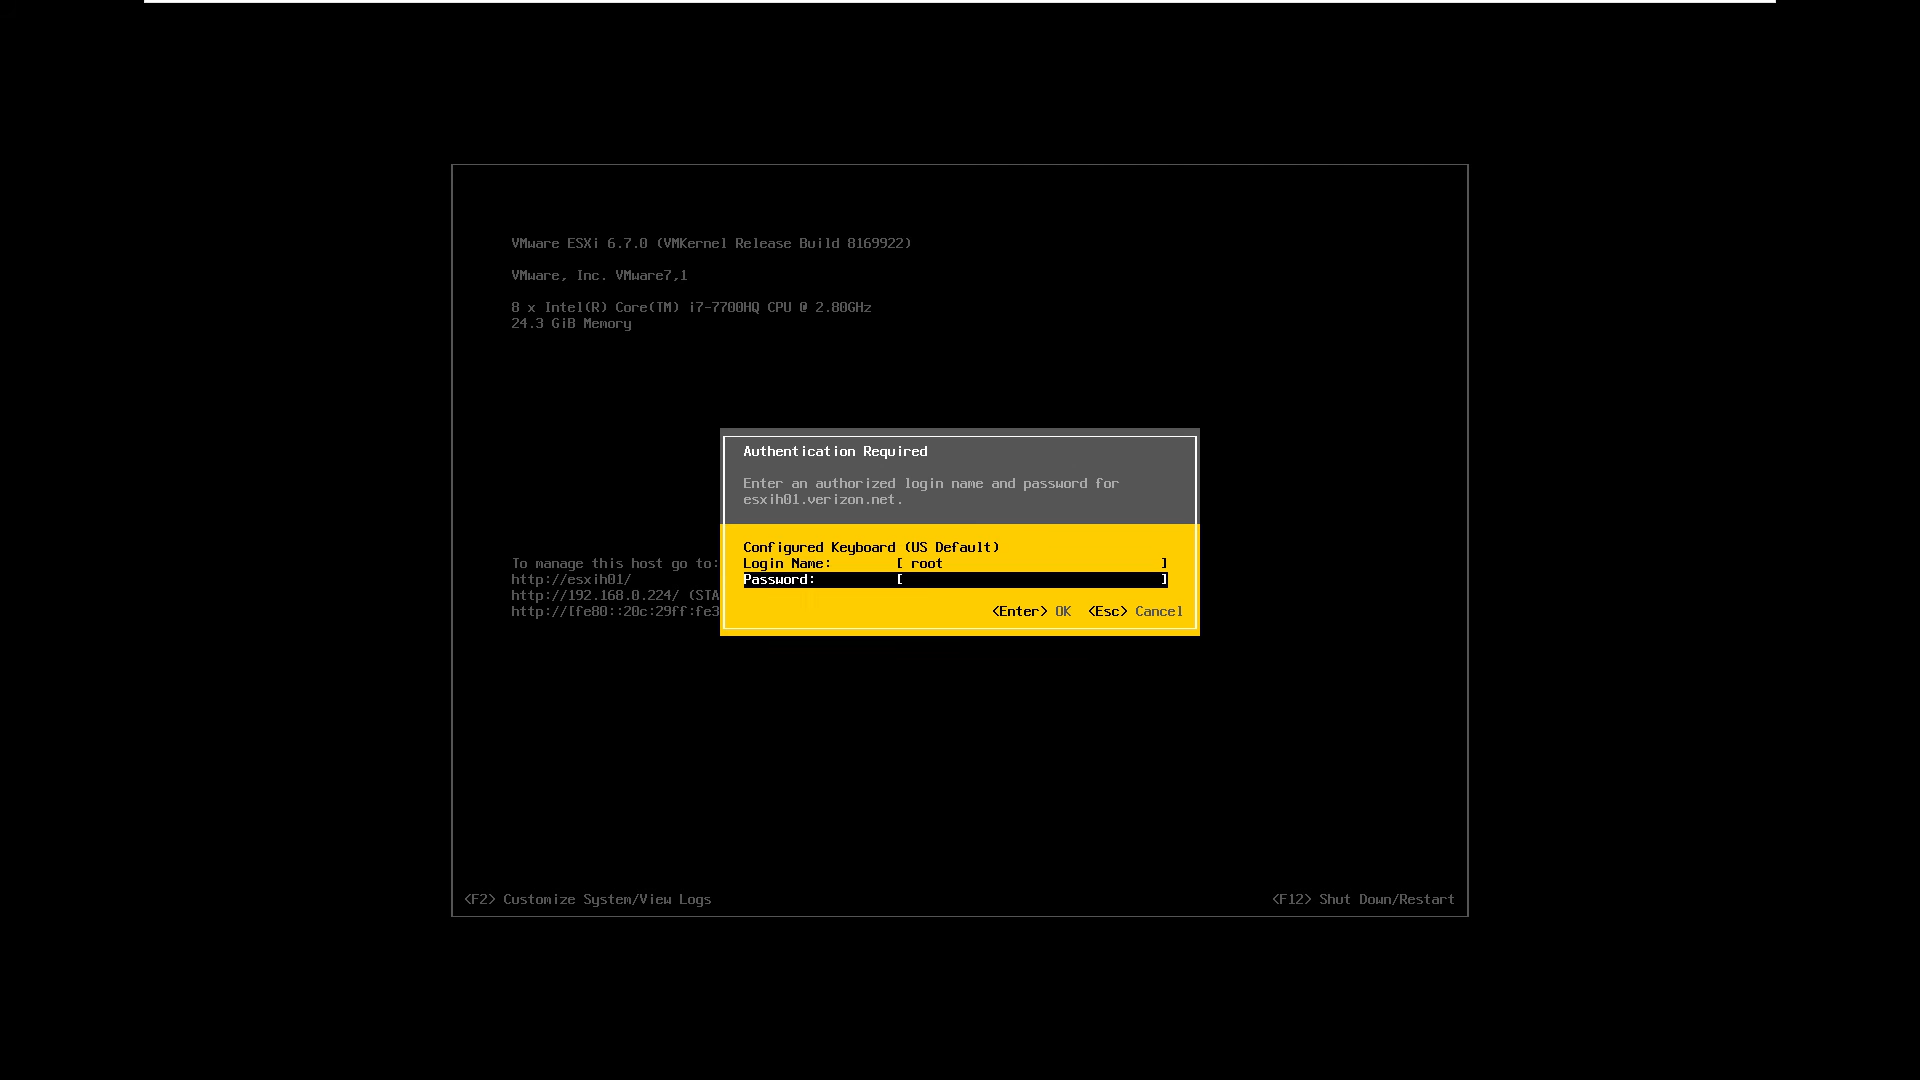 VMware ESXi 6.7.0 (VMKernel Release Build 8169922)
VMware, Inc. VMware7,1
8 x Intel(R) Core(TM) i7-7700HQ CPU @ 2.80GHz
24.3 GiB Memory
Authentication Required
Enter an authorized login name and password for
esxih01.verizon.net.
Configured Keyboard (US Default)
Login Name: [ root ]
Password: [ ]
<Enter> OK <Esc> Cancel
To manage this host go to:
http://esxih01/
http://192.168.0.224/ (STA
http://[fe80::20c:29ff:fe3
<F2> Customize System/View Logs
<F12> Shut Down/Restart